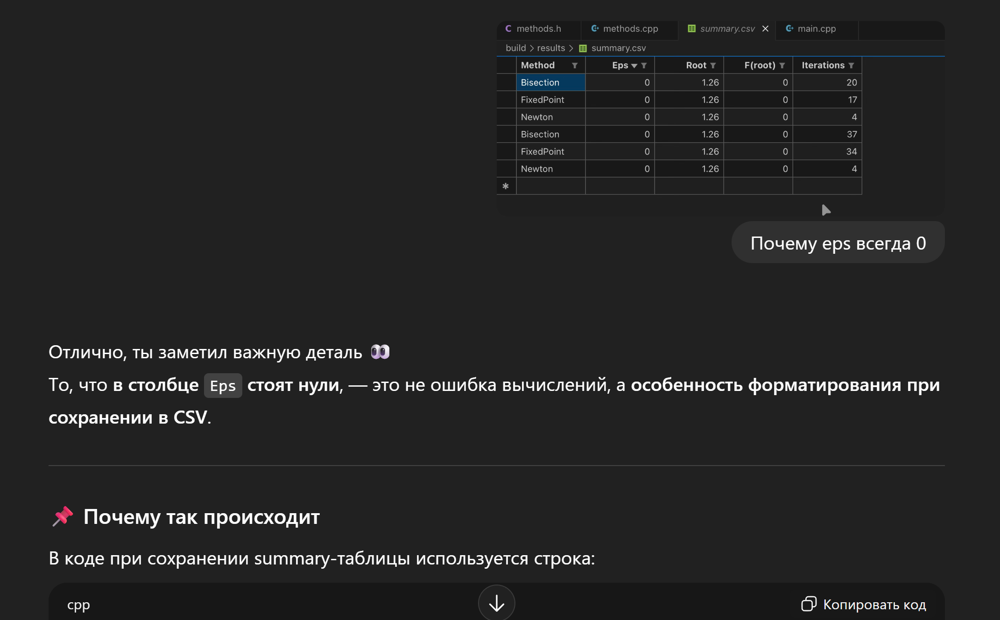 methods.h methods.cpp summary.csv main.cpp
build > results > summary.csv
Method Eps Root F(root) Iterations
Bisection 0 1.26 0 20
FixedPoint 0 1.26 0 17
Newton 0 1.26 0 4
Bisection 0 1.26 0 37
FixedPoint 0 1.26 0 34
Newton 0 1.26 0 4
*
Почему eps всегда 0
Отлично, ты заметил важную деталь 👀
То, что в столбце Eps стоят нули, — это не ошибка вычислений, а особенность форматирования при
сохранении в CSV.
📌 Почему так происходит
В коде при сохранении summary-таблицы используется строка:
cpp Копировать код